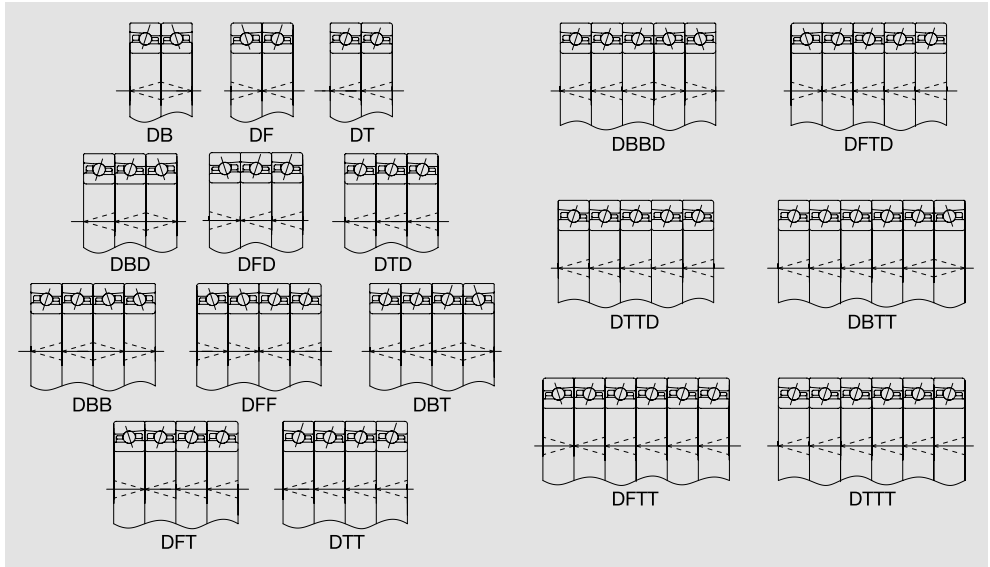 DB DF DT
DBD DFD DTD
DBB DFF DBT
DFT DTT
DBBD DFTD
DTTD DBTT
DFTT DTTT